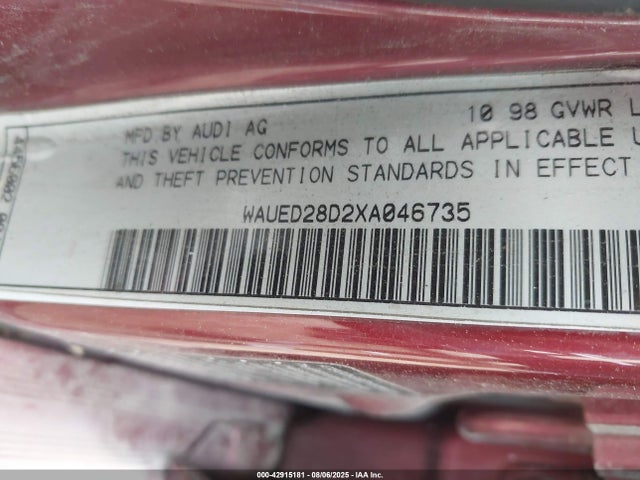 10 98 GVWR L
MFD BY AUDI AG
THIS VEHICLE CONFORMS TO ALL APPLICABLE U
AND THEFT PREVENTION STANDARDS IN EFFECT
WAUED28D2XA046735
000-42915181 - 08/06/2025 - IAA Inc.